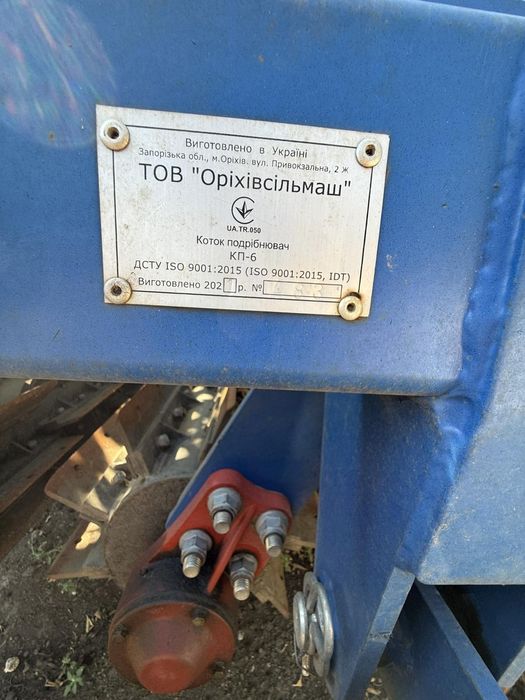 Виготовлено в Україні
Запорізька обл., м.Оріхів. вул. Привокзальна, 2 Ж
ТОВ "Оріхівсільмаш"
UA.TR.050
Коток подрібнювач
КП-6
ДСТУ ISO 9001:2015 (ISO 9001:2015, IDT)
Виготовлено 202 р. №